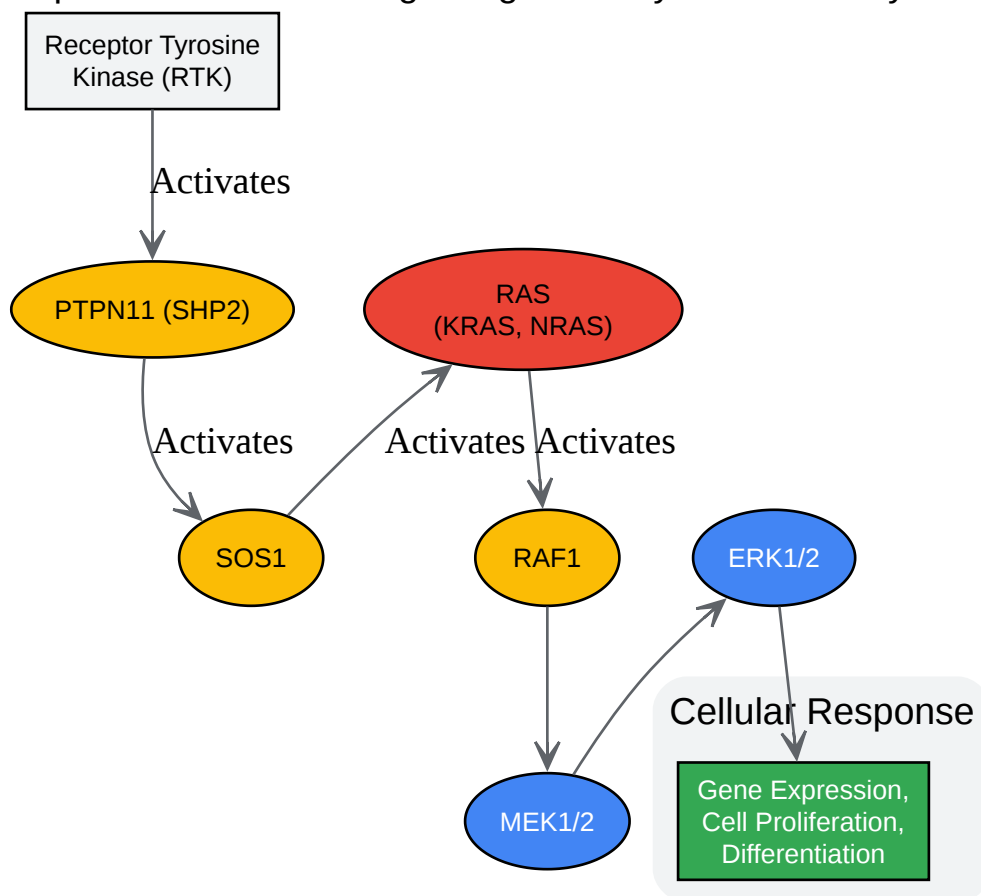 Receptor Tyrosine
Kinase (RTK)
Activates
PTPN11 (SHP2)
RAS
(KRAS, NRAS)
Activates
Activates
Activates
SOS1
RAF1
ERK1/2
Cellular Response
MEK1/2
Gene Expression,
Cell Proliferation,
Differentiation